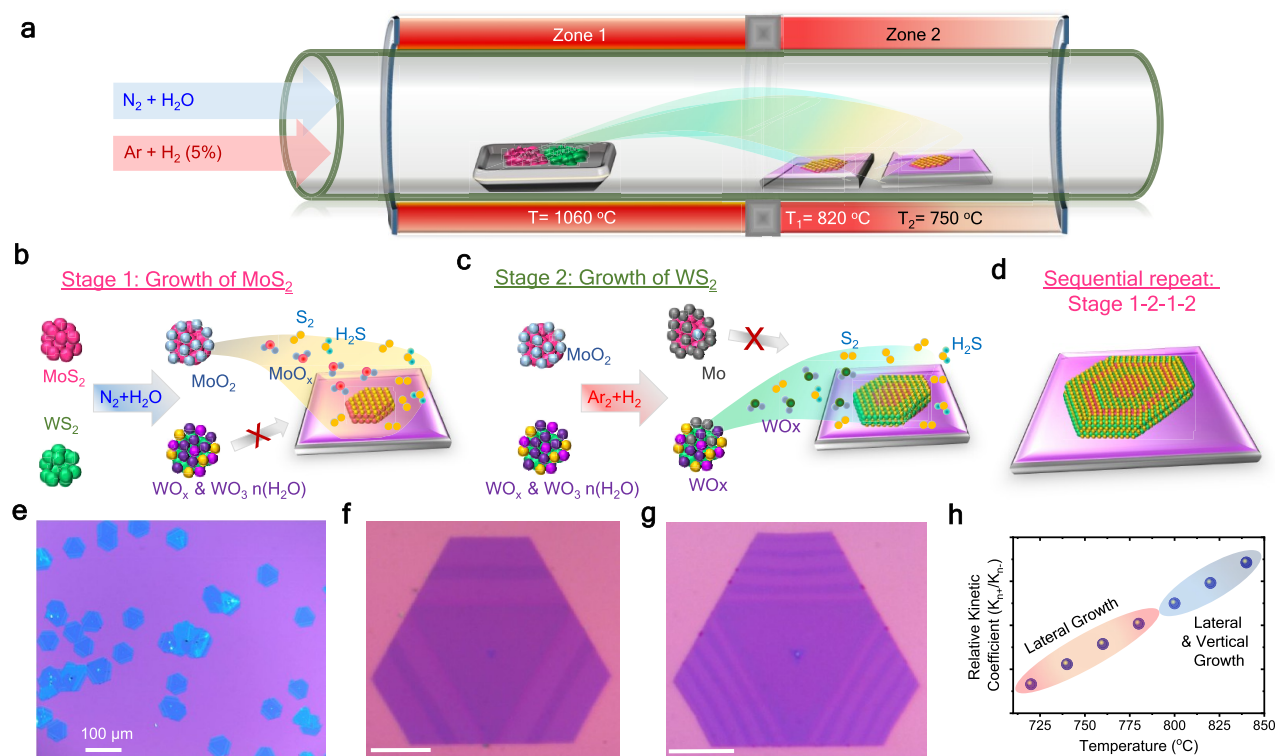 a
Zone 1
Zone 2
N₂ + H₂O
Ar + H₂ (5%)
T= 1060 ºC
T₁= 820 ºC
T₂= 750 ºC
b
Stage 1: Growth of MoS₂
MoS₂
WS₂
N₂+H₂O
MoO₂
S₂
H₂S
MoOₓ
X
WOₓ & WO₃ n(H₂O)
c
Stage 2: Growth of WS₂
MoO₂
Ar₂+H₂
WOₓ & WO₃ n(H₂O)
Mo
X
S₂
H₂S
WOx
WOx
d
Sequential repeat:
Stage 1-2-1-2
e
100 µm
f
g
h
Relative Kinetic
Coefficient (Kₙ₊/Kₙ₋)
Lateral Growth
Lateral
& Vertical
Growth
725
750
775
800
825
850
Temperature (ºC)